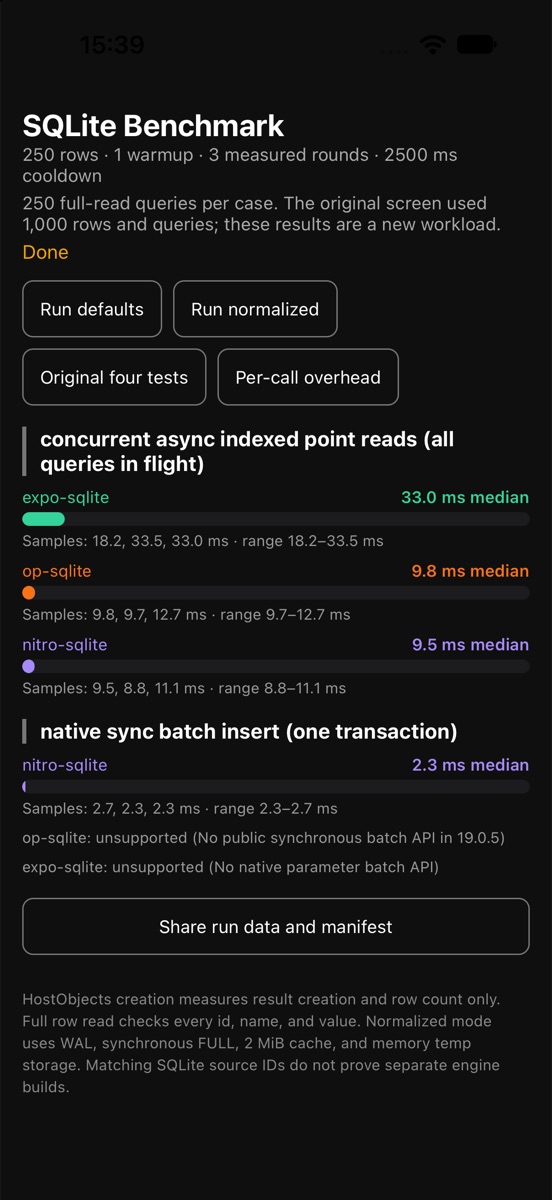 15:39
SQLite Benchmark
250 rows · 1 warmup · 3 measured rounds · 2500 ms
cooldown
250 full-read queries per case. The original screen used
1,000 rows and queries; these results are a new workload.
Done
Run defaults
Run normalized
Original four tests
Per-call overhead
concurrent async indexed point reads (all
queries in flight)
expo-sqlite
33.0 ms median
Samples: 18.2, 33.5, 33.0 ms · range 18.2–33.5 ms
op-sqlite
9.8 ms median
Samples: 9.8, 9.7, 12.7 ms · range 9.7–12.7 ms
nitro-sqlite
9.5 ms median
Samples: 9.5, 8.8, 11.1 ms · range 8.8–11.1 ms
native sync batch insert (one transaction)
nitro-sqlite
2.3 ms median
Samples: 2.7, 2.3, 2.3 ms · range 2.3–2.7 ms
op-sqlite: unsupported (No public synchronous batch API in 19.0.5)
expo-sqlite: unsupported (No native parameter batch API)
Share run data and manifest
HostObjects creation measures result creation and row count only.
Full row read checks every id, name, and value. Normalized mode
uses WAL, synchronous FULL, 2 MiB cache, and memory temp
storage. Matching SQLite source IDs do not prove separate engine
builds.